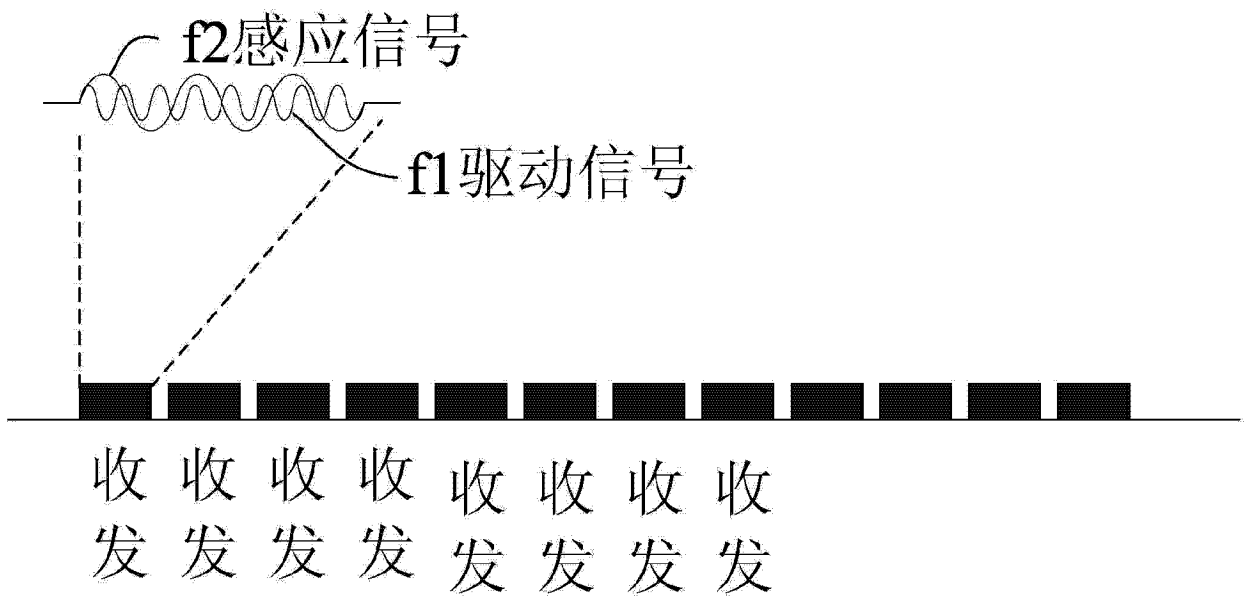 f2感应信号
f1驱动信号
收 收 收 收 收 收 收 收
发 发 发 发 发 发 发 发